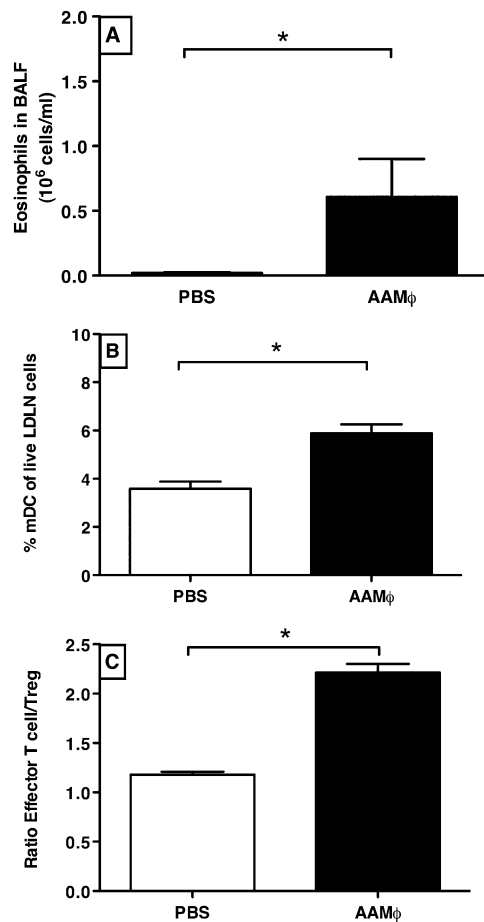 A
*
Eosinophils in BALF
(10⁶ cells/ml)
2.0
1.5
1.0
0.5
0.0
PBS
AAMϕ
B
*
% mDC of live LDLN cells
10
8
6
4
2
0
PBS
AAMϕ
C
*
Ratio Effector T cell/Treg
2.5
2.0
1.5
1.0
0.5
0.0
PBS
AAMϕ